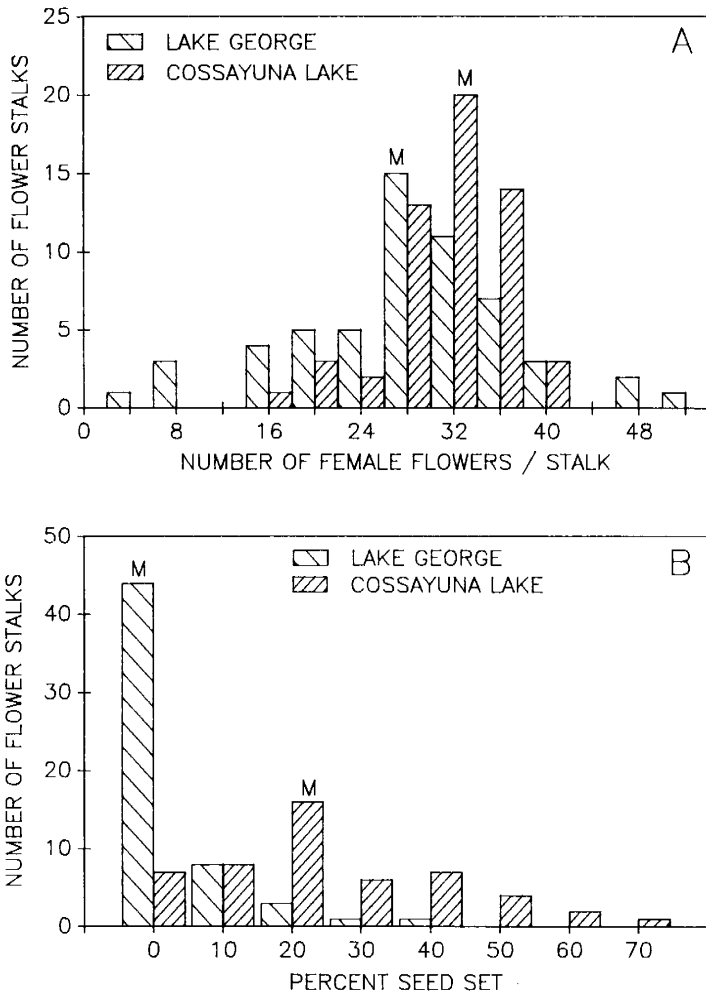 25
20
15
10
5
0
NUMBER OF FLOWER STALKS
LAKE GEORGE
COSSAYUNA LAKE
A
M
M
0 8 16 24 32 40 48
NUMBER OF FEMALE FLOWERS / STALK
50
40
30
20
10
0
NUMBER OF FLOWER STALKS
LAKE GEORGE
COSSAYUNA LAKE
B
M
M
0 10 20 30 40 50 60 70
PERCENT SEED SET